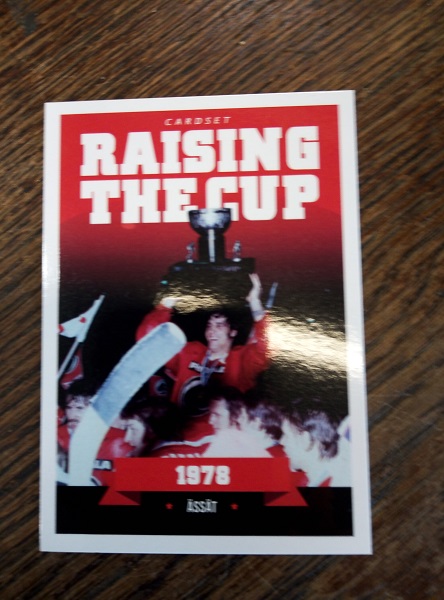 CARDSET
RAISING
THE CUP
1978
ÄSSÄT